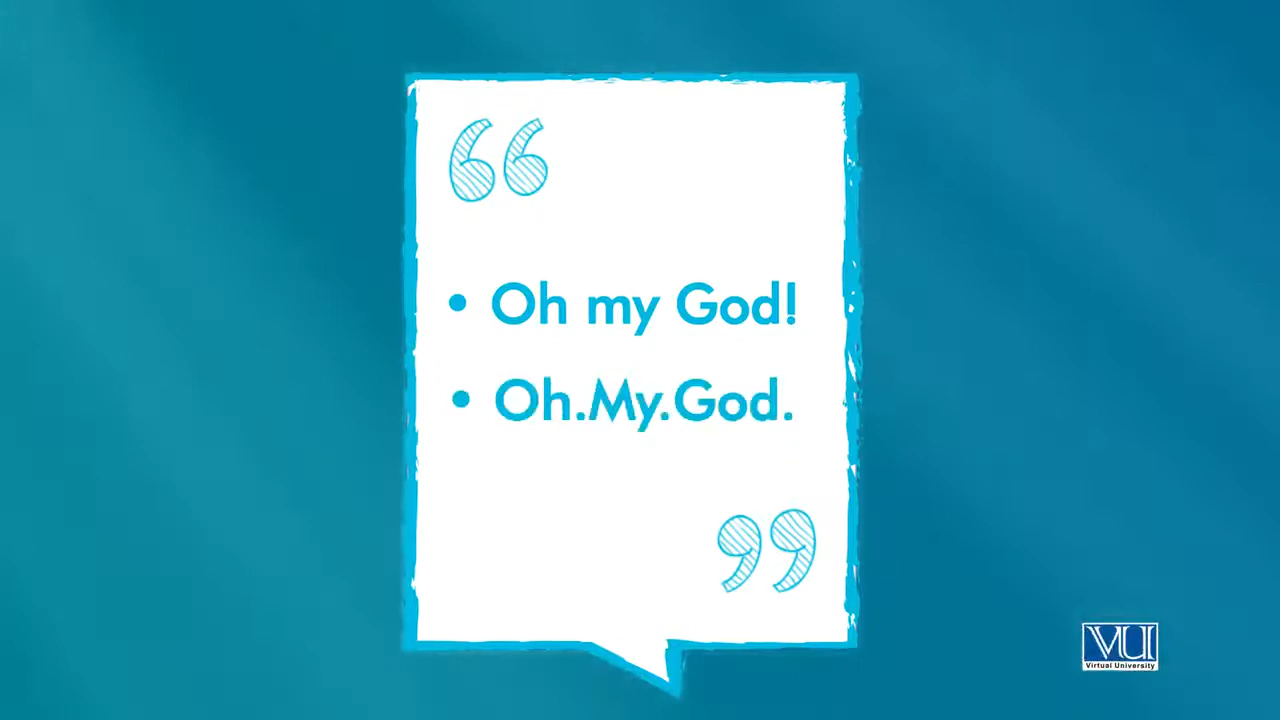 “
• Oh my God!
• Oh.My.God.
”
VU
Virtual University